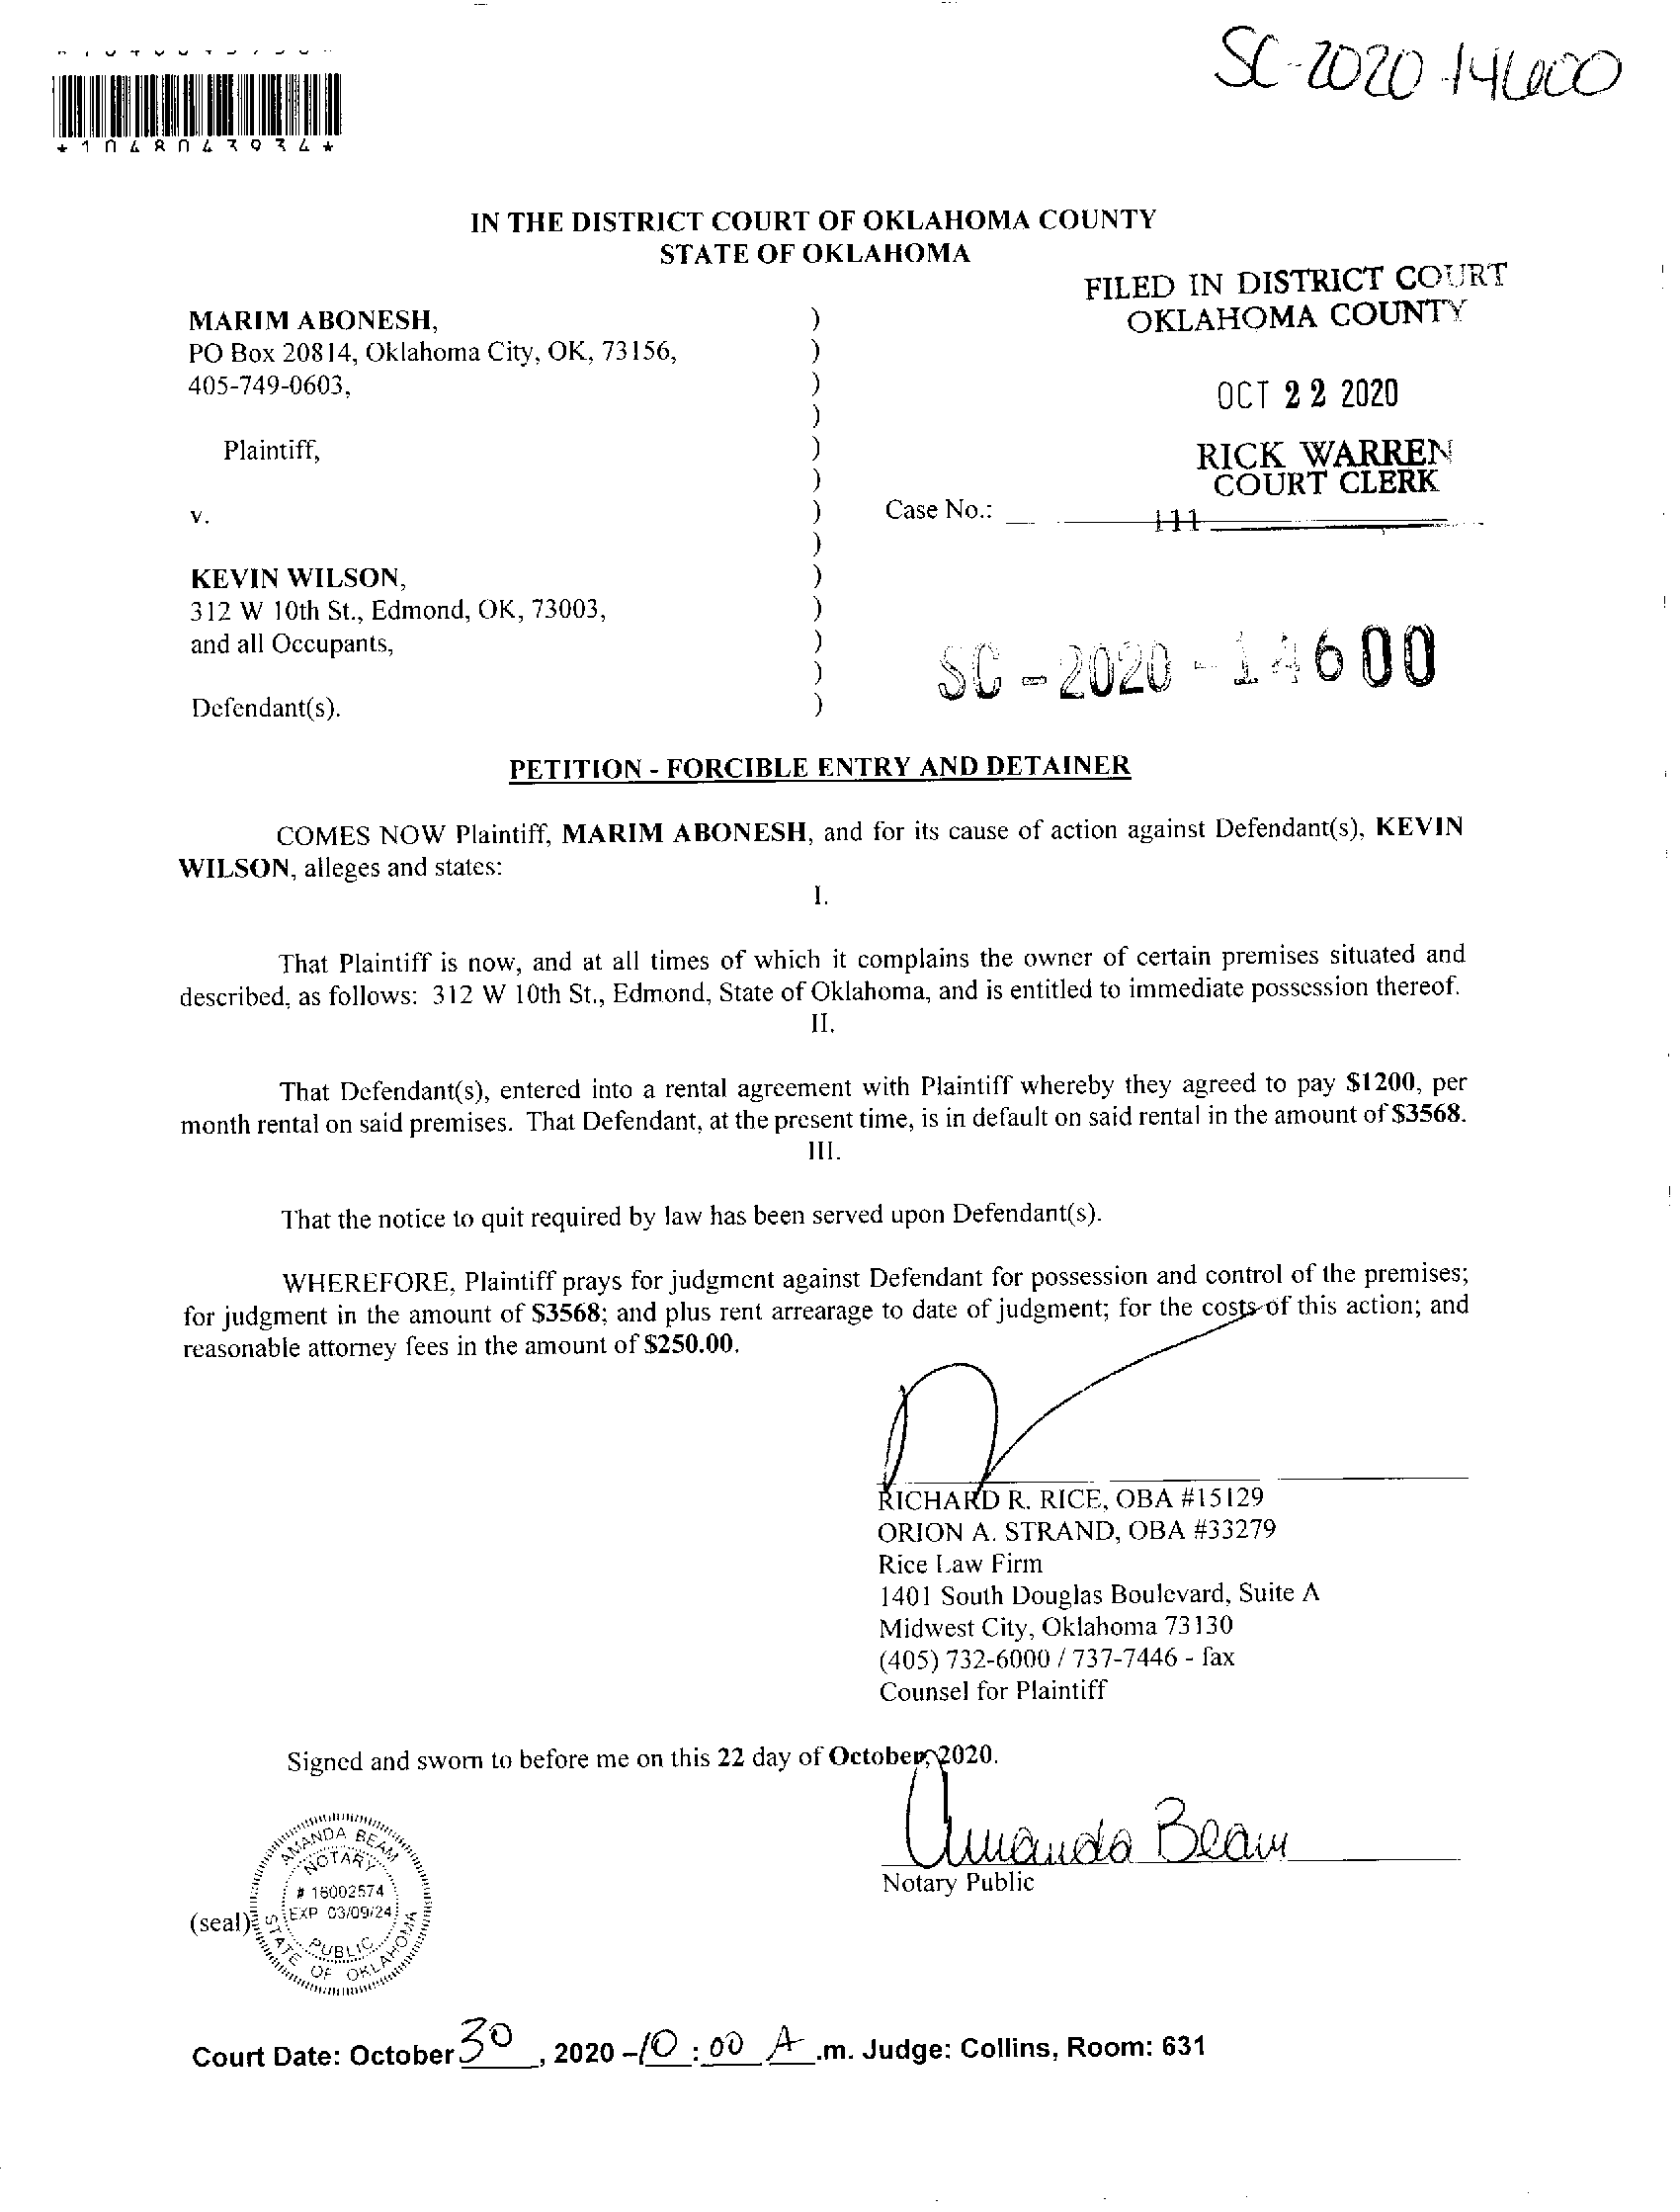 SC-2020-14600
*1048043934*
IN THE DISTRICT COURT OF OKLAHOMA COUNTY
STATE OF OKLAHOMA
FILED IN DISTRICT COURT
OKLAHOMA COUNTY
OCT 22 2020
RICK WARREN
COURT CLERK
111
MARIM ABONESH, )
PO Box 20814, Oklahoma City, OK, 73156, )
405-749-0603, )
)
Plaintiff, )
)
v. ) Case No.:
)
KEVIN WILSON, )
312 W 10th St., Edmond, OK, 73003, )
and all Occupants, )
)
Defendant(s). )
SC - 2020 - 14600
PETITION - FORCIBLE ENTRY AND DETAINER
COMES NOW Plaintiff, MARIM ABONESH, and for its cause of action against Defendant(s), KEVIN
WILSON, alleges and states:
I.
That Plaintiff is now, and at all times of which it complains the owner of certain premises situated and
described, as follows: 312 W 10th St., Edmond, State of Oklahoma, and is entitled to immediate possession thereof.
II.
That Defendant(s), entered into a rental agreement with Plaintiff whereby they agreed to pay $1200, per
month rental on said premises. That Defendant, at the present time, is in default on said rental in the amount of $3568.
III.
That the notice to quit required by law has been served upon Defendant(s).
WHEREFORE, Plaintiff prays for judgment against Defendant for possession and control of the premises;
for judgment in the amount of $3568; and plus rent arrearage to date of judgment; for the costs of this action; and
reasonable attorney fees in the amount of $250.00.
RICHARD R. RICE, OBA #15129
ORION A. STRAND, OBA #33279
Rice Law Firm
1401 South Douglas Boulevard, Suite A
Midwest City, Oklahoma 73130
(405) 732-6000 / 737-7446 - fax
Counsel for Plaintiff
Signed and sworn to before me on this 22 day of October, 2020.
Amanda Beam
Notary Public
(seal)
AMANDA BEAM
NOTARY
# 16002574
EXP 03/09/24
PUBLIC
STATE OF OKLAHOMA
Court Date: October 30, 2020 - 10:00 A.m. Judge: Collins, Room: 631